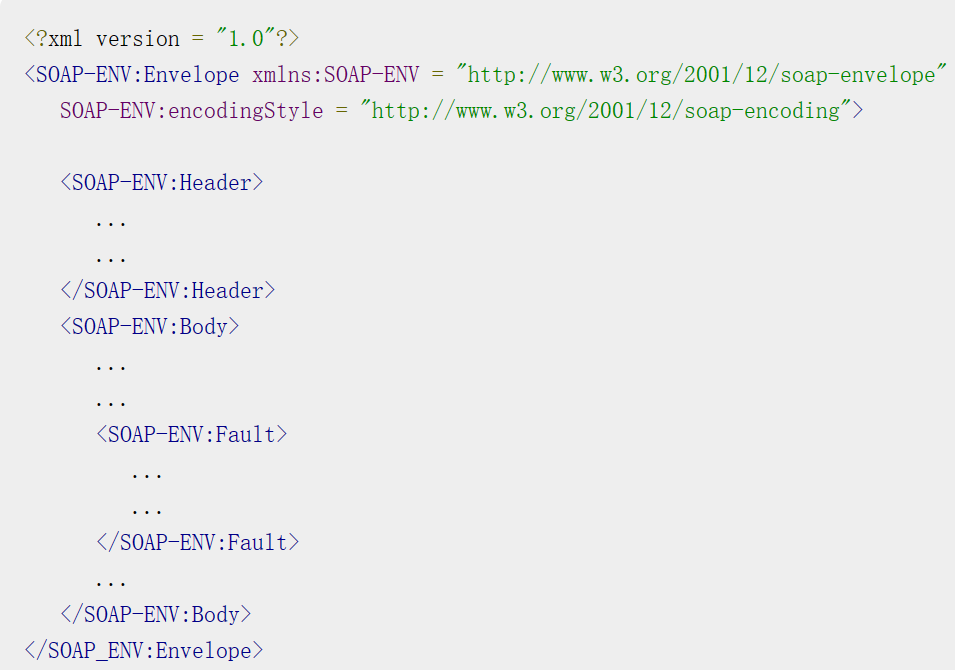 <?xml version = "1.0"?>
<SOAP-ENV:Envelope xmlns:SOAP-ENV = "http://www.w3.org/2001/12/soap-envelope"
   SOAP-ENV:encodingStyle = "http://www.w3.org/2001/12/soap-encoding">

   <SOAP-ENV:Header>
      ...
      ...
   </SOAP-ENV:Header>
   <SOAP-ENV:Body>
      ...
      ...
      <SOAP-ENV:Fault>
         ...
         ...
      </SOAP-ENV:Fault>
      ...
   </SOAP-ENV:Body>
</SOAP_ENV:Envelope>